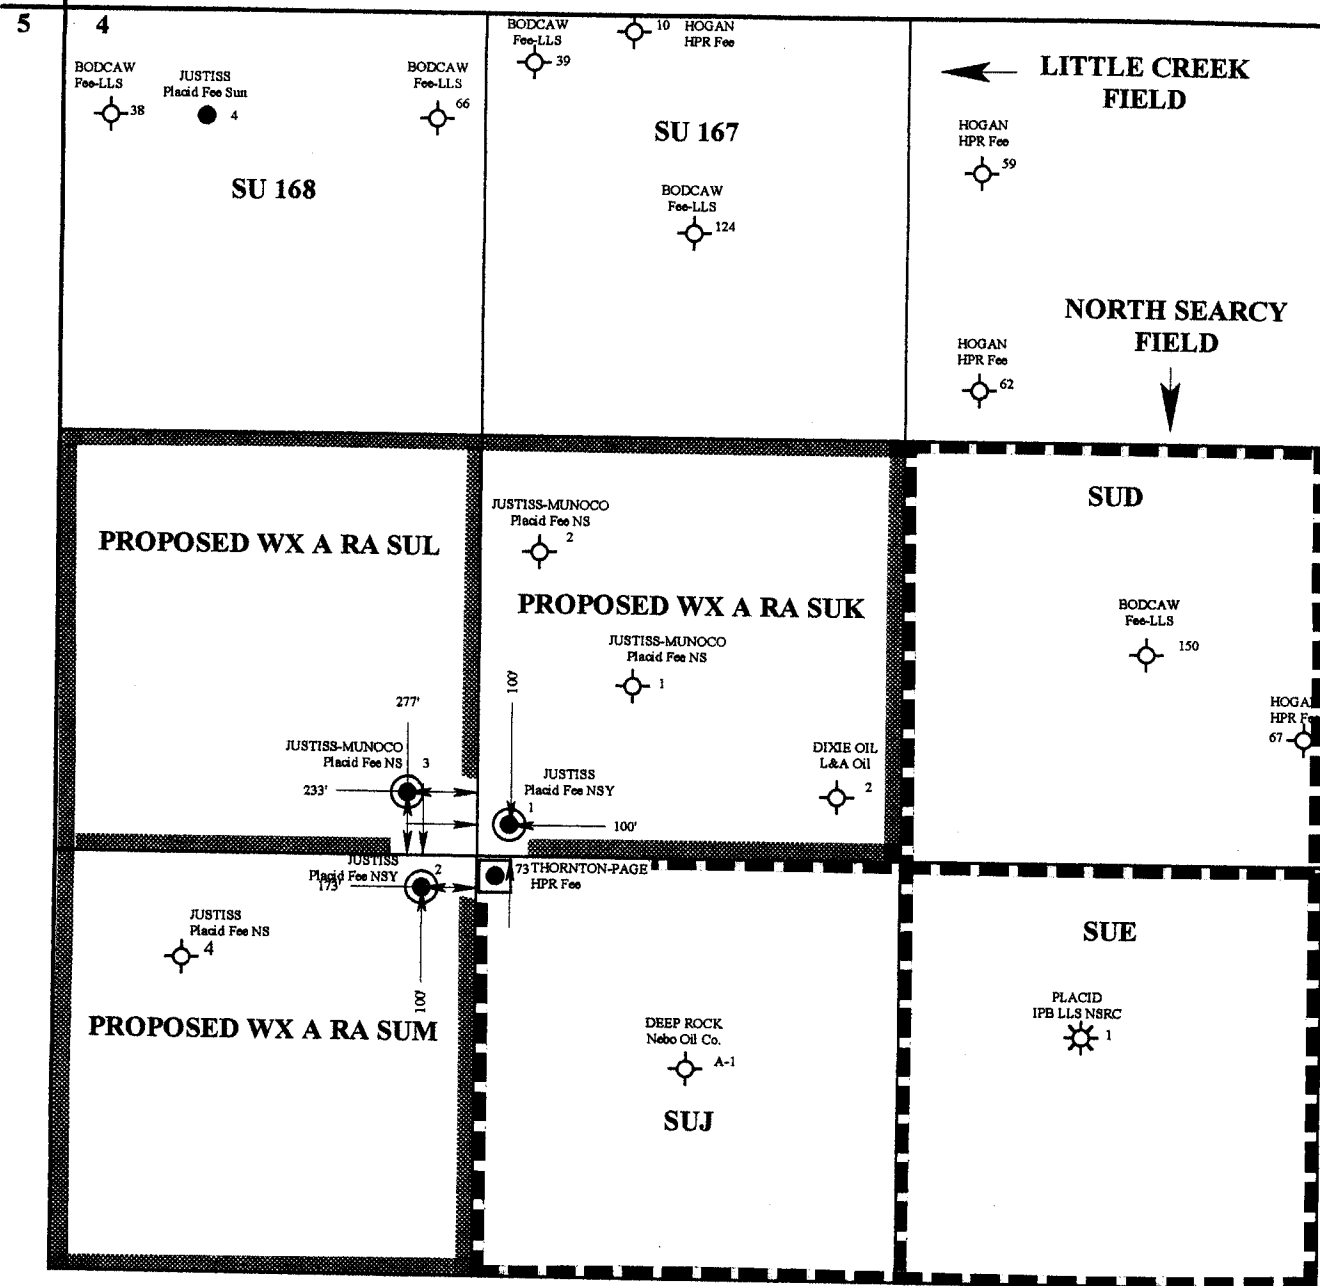 5
4
BODCAW
Fee-LLS
38
JUSTISS
Placid Fee Sun
4
BODCAW
Fee-LLS
66
SU 168
BODCAW
Fee-LLS
39
10
HOGAN
HPR Fee
SU 167
BODCAW
Fee-LLS
124
LITTLE CREEK
FIELD
HOGAN
HPR Fee
59
NORTH SEARCY
FIELD
HOGAN
HPR Fee
62
PROPOSED WX A RA SUL
277'
JUSTISS-MUNOCO
Placid Fee NS
3
233'
JUSTISS-MUNOCO
Placid Fee NS
2
PROPOSED WX A RA SUK
JUSTISS-MUNOCO
Placid Fee NS
1
100'
JUSTISS
Placid Fee NSY
1
100'
DIXIE OIL
L&A Oil
2
SUD
BODCAW
Fee-LLS
150
HOGA
HPR Fe
67
JUSTISS
Placid Fee NSY
2
173'
100'
JUSTISS
Placid Fee NS
4
PROPOSED WX A RA SUM
73 THORNTON-PAGE
HPR Fee
DEEP ROCK
Nebo Oil Co.
A-1
SUJ
SUE
PLACID
IPB LLS NSRC
1